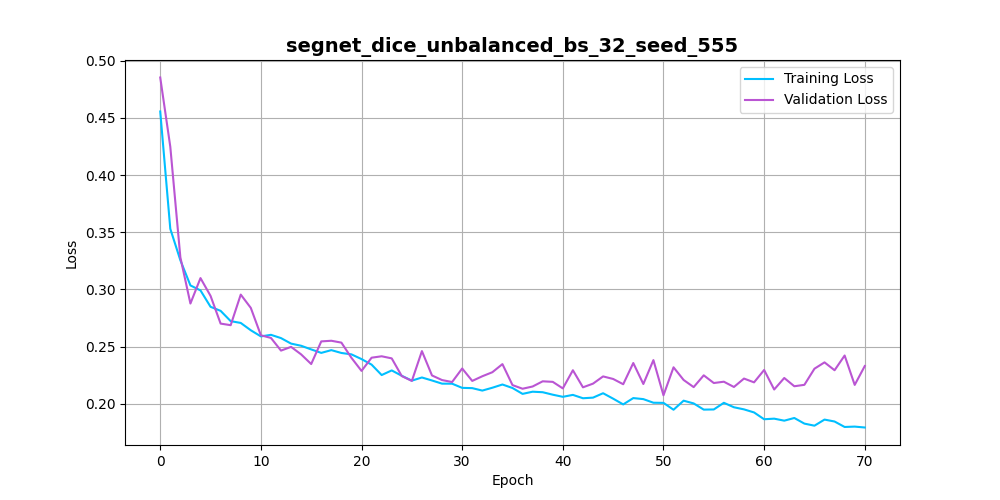 segnet_dice_unbalanced_bs_32_seed_555
Training Loss
Validation Loss
0.50
0.45
0.40
0.35
0.30
0.25
0.20
Loss
0 10 20 30 40 50 60 70
Epoch